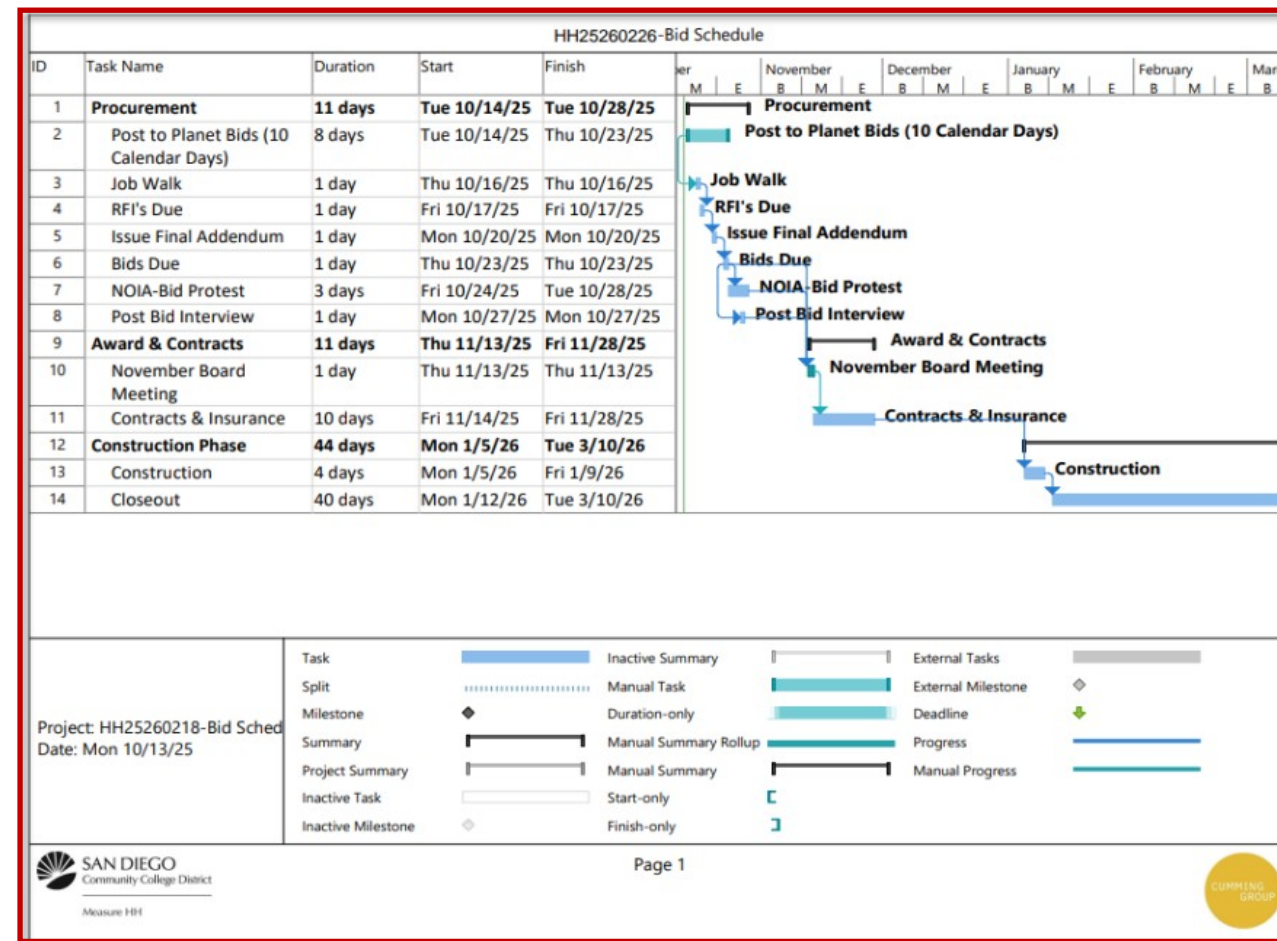 HH25260226-Bid Schedule
ID Task Name Duration Start Finish
er November December January February Mar
M E B M E B M E B M E B M E B
1 Procurement 11 days Tue 10/14/25 Tue 10/28/25 Procurement
2 Post to Planet Bids (10 8 days Tue 10/14/25 Thu 10/23/25 Post to Planet Bids (10 Calendar Days)
Calendar Days)
3 Job Walk 1 day Thu 10/16/25 Thu 10/16/25 Job Walk
4 RFI's Due 1 day Fri 10/17/25 Fri 10/17/25 RFI's Due
5 Issue Final Addendum 1 day Mon 10/20/25 Mon 10/20/25 Issue Final Addendum
6 Bids Due 1 day Thu 10/23/25 Thu 10/23/25 Bids Due
7 NOIA-Bid Protest 3 days Fri 10/24/25 Tue 10/28/25 NOIA-Bid Protest
8 Post Bid Interview 1 day Mon 10/27/25 Mon 10/27/25 Post Bid Interview
9 Award & Contracts 11 days Thu 11/13/25 Fri 11/28/25 Award & Contracts
10 November Board 1 day Thu 11/13/25 Thu 11/13/25 November Board Meeting
Meeting
11 Contracts & Insurance 10 days Fri 11/14/25 Fri 11/28/25 Contracts & Insurance
12 Construction Phase 44 days Mon 1/5/26 Tue 3/10/26
13 Construction 4 days Mon 1/5/26 Fri 1/9/26 Construction
14 Closeout 40 days Mon 1/12/26 Tue 3/10/26
Project: HH25260218-Bid Sched
Date: Mon 10/13/25
Task Inactive Summary External Tasks
Split Manual Task External Milestone
Milestone Duration-only Deadline
Summary Manual Summary Rollup Progress
Project Summary Manual Summary Manual Progress
Inactive Task Start-only
Inactive Milestone Finish-only
SAN DIEGO
Community College District
Measure HH
Page 1
CUMMING
GROUP